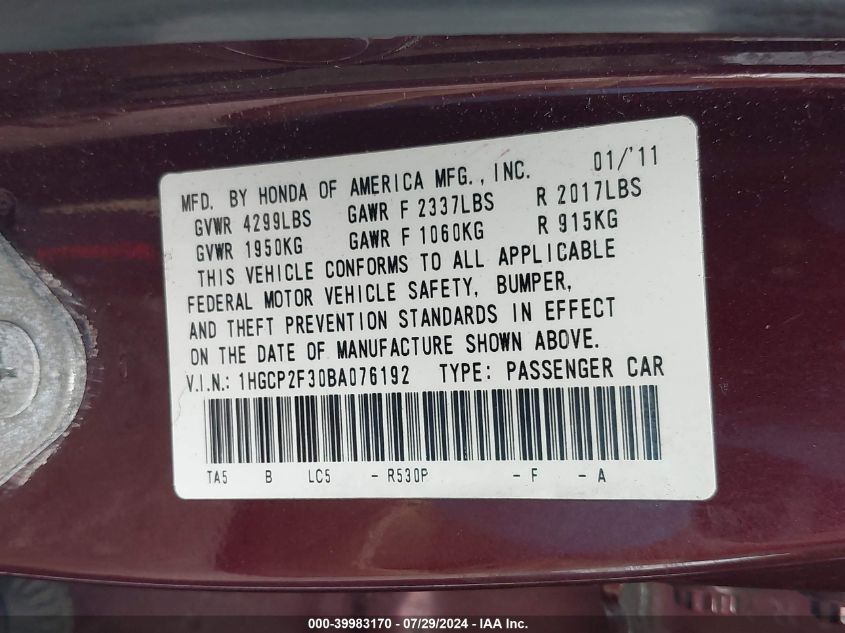 MFD. BY HONDA OF AMERICA MFG., INC. 01/'11
GVWR 4299LBS GAWR F 2337LBS R 2017LBS
GVWR 1950KG GAWR F 1060KG R 915KG
THIS VEHICLE CONFORMS TO ALL APPLICABLE
FEDERAL MOTOR VEHICLE SAFETY, BUMPER,
AND THEFT PREVENTION STANDARDS IN EFFECT
ON THE DATE OF MANUFACTURE SHOWN ABOVE.
V.I.N.: 1HGCP2F30BA076192 TYPE: PASSENGER CAR
TA5 B LC5 - R530P - F - A
000-39983170 / 07/29/2024 - IAA Inc.